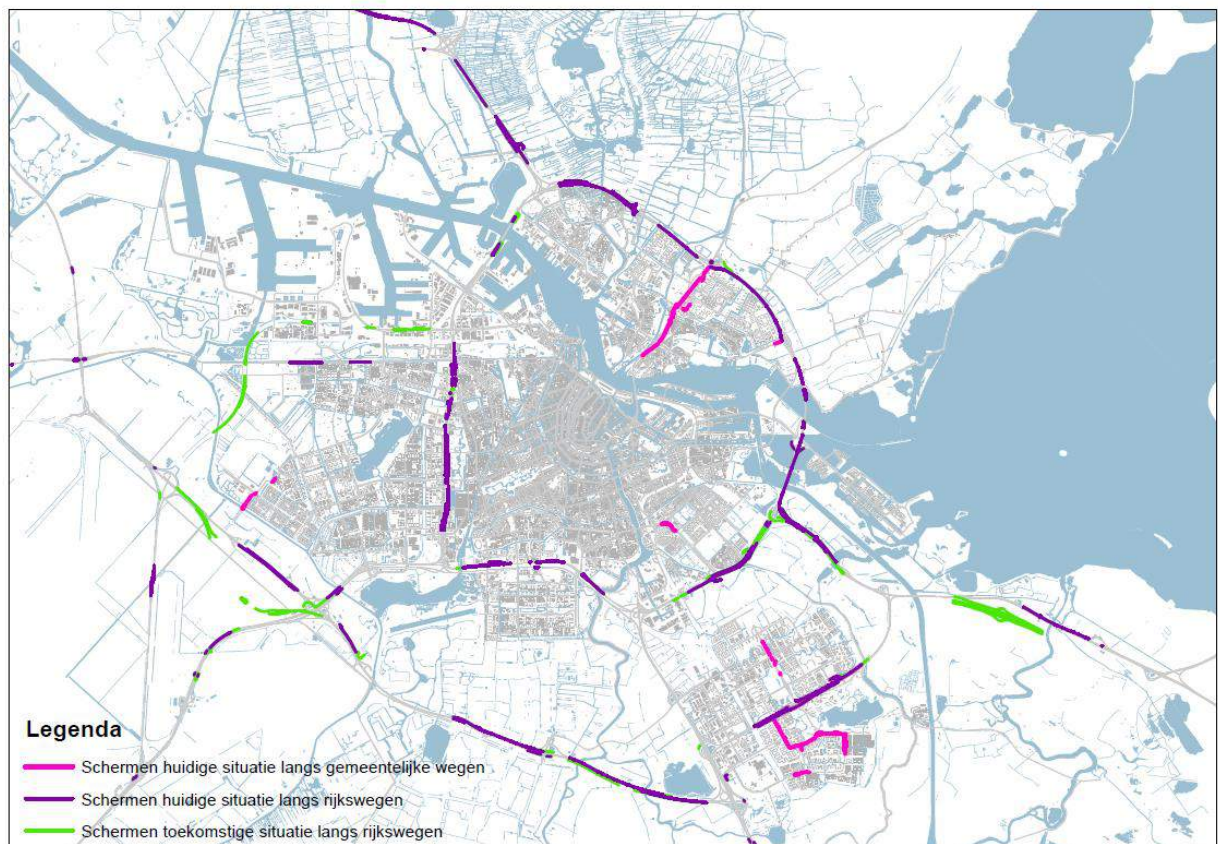 Legenda
Schermen huidige situatie langs gemeentelijke wegen
Schermen huidige situatie langs rijkswegen
Schermen toekomstige situatie langs rijkswegen